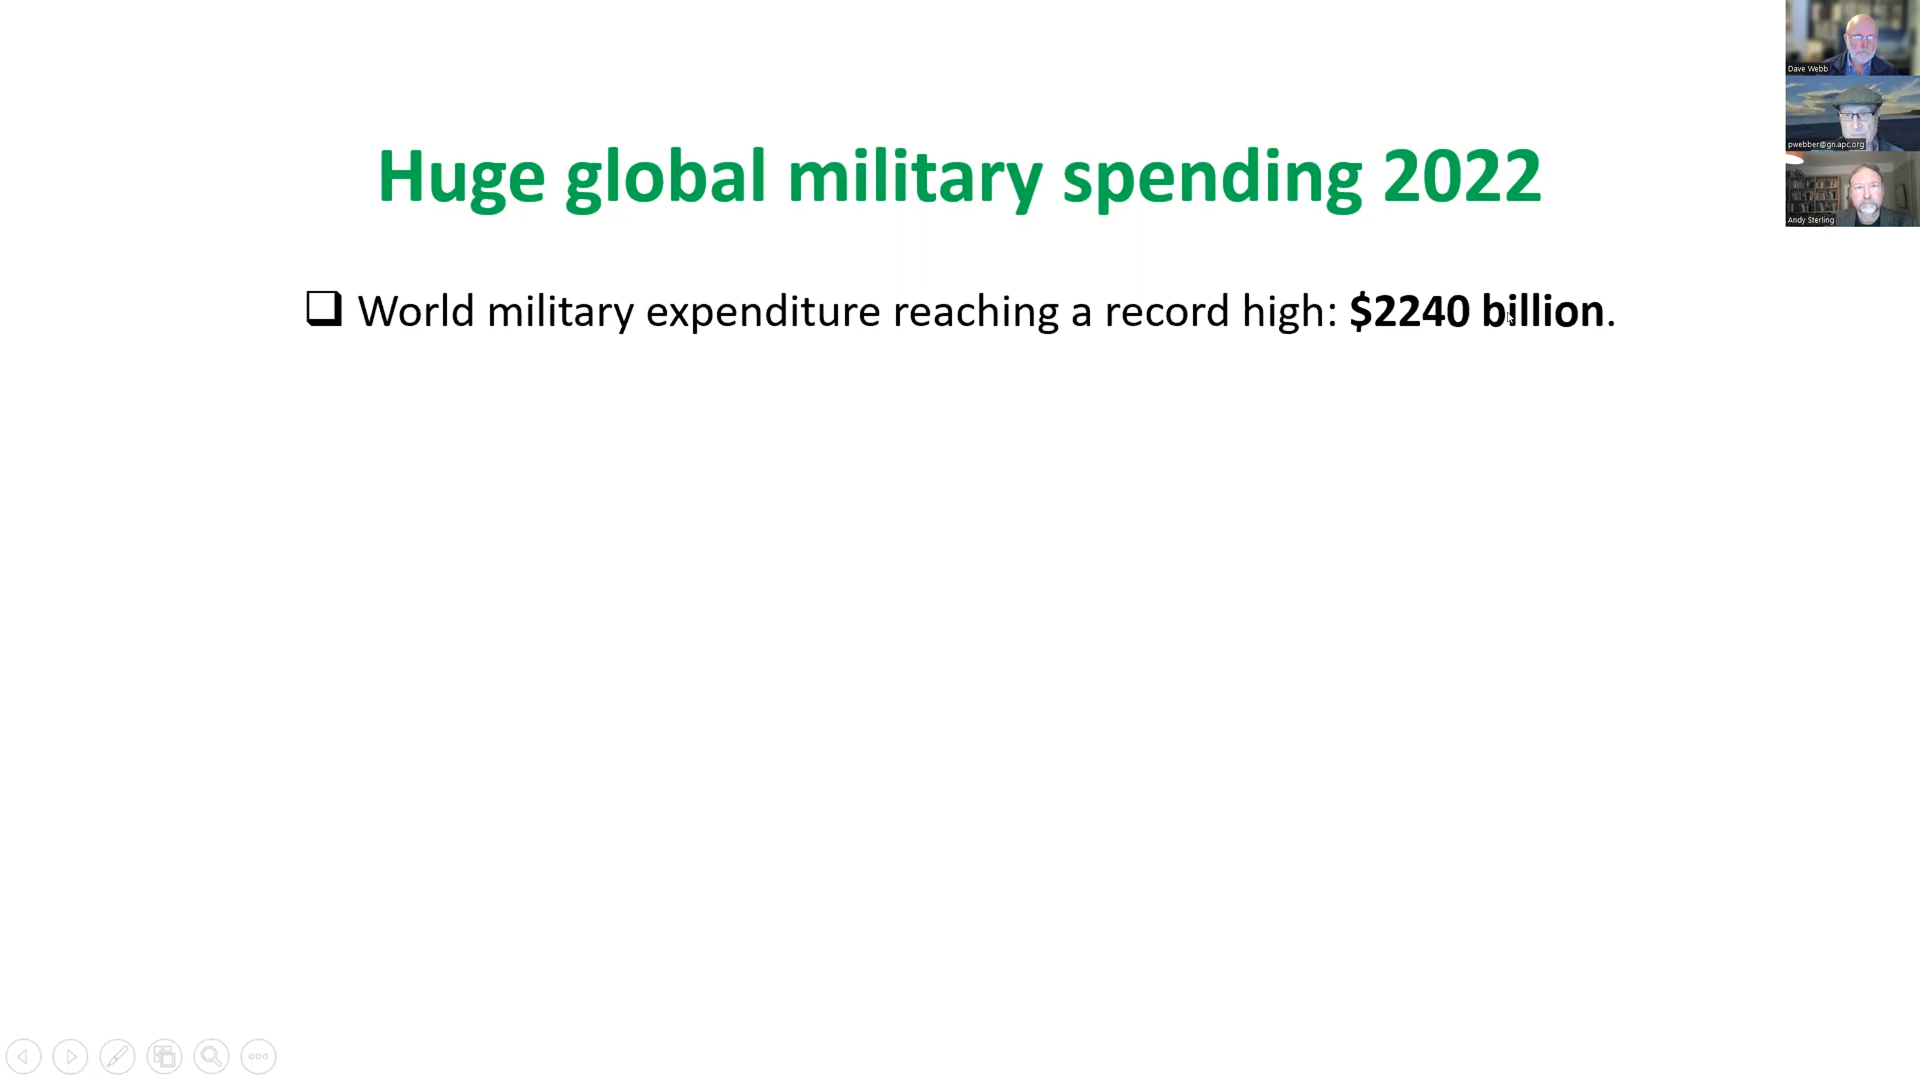 Huge global military spending 2022
World military expenditure reaching a record high: $2240 billion.
Dave Webb
pwebber@gn.apc.org
Andy Sterling